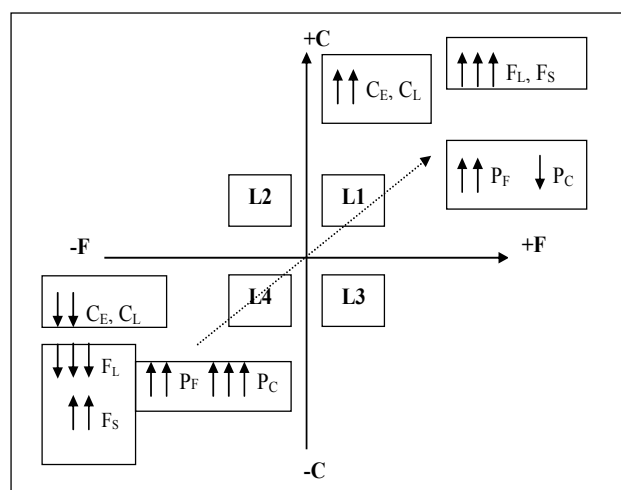 +C
↑↑↑ F_L, F_S
↑↑ C_E, C_L
↑↑ P_F ↓ P_C
L2 L1
-F +F
L4 L3
↓↓ C_E, C_L
↓↓↓ F_L
↑↑ P_F ↑↑↑ P_C
↑↑ F_S
-C